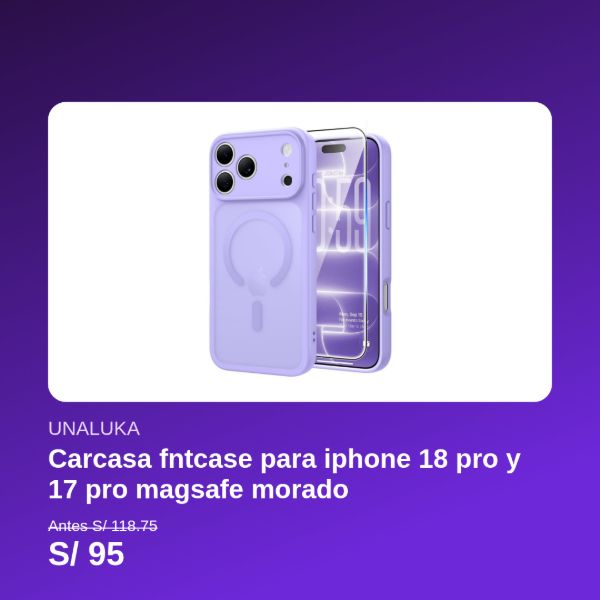 UNALUKA
Carcasa fntcase para iphone 18 pro y
17 pro magsafe morado
Antes S/ 118.75
S/ 95